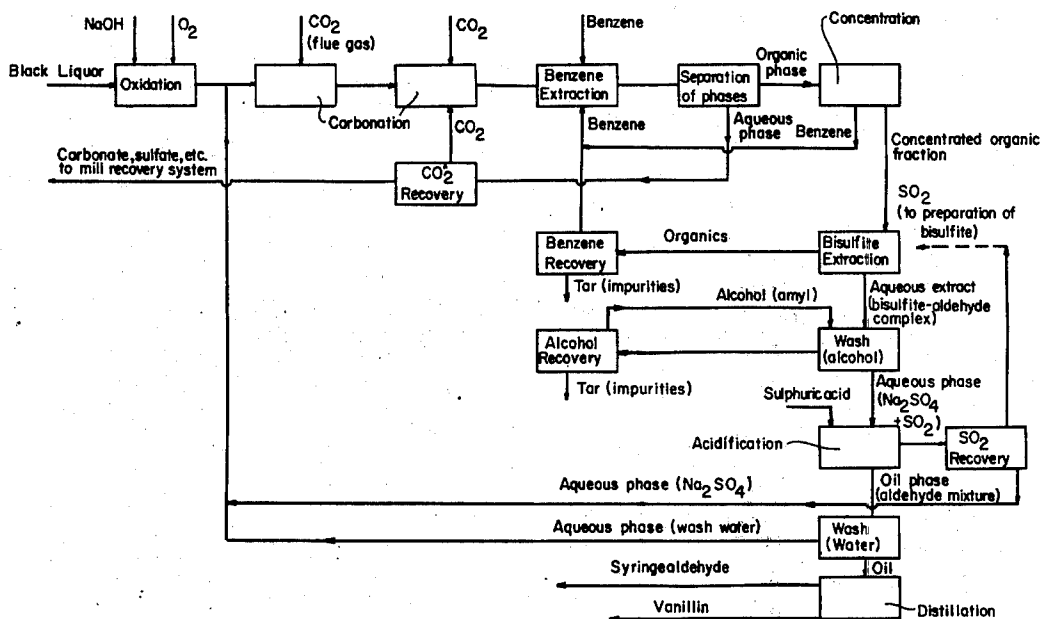 NaOH
O2
CO2
(flue gas)
CO2
Benzene
Concentration
Black Liquor
Oxidation
Carbonation
Benzene
Extraction
Separation
of phases
Organic
phase
CO2
Benzene
Aqueous
phase
Benzene
Concentrated organic
fraction
Carbonate, sulfate, etc.
to mill recovery system
CO2
Recovery
SO2
(to preparation of
bisulfite)
Benzene
Recovery
Organics
Bisulfite
Extraction
Tar (impurities)
Alcohol (amyl)
Aqueous extract
(bisulfite-aldehyde
complex)
Alcohol
Recovery
Wash
(alcohol)
Tar (impurities)
Aqueous phase
(Na2SO4
+SO2)
Sulphuric acid
Acidification
SO2
Recovery
Aqueous phase (Na2SO4)
Oil phase
(aldehyde mixture)
Aqueous phase (wash water)
Wash
(Water)
Oil
Syringealdehyde
Vanillin
Distillation